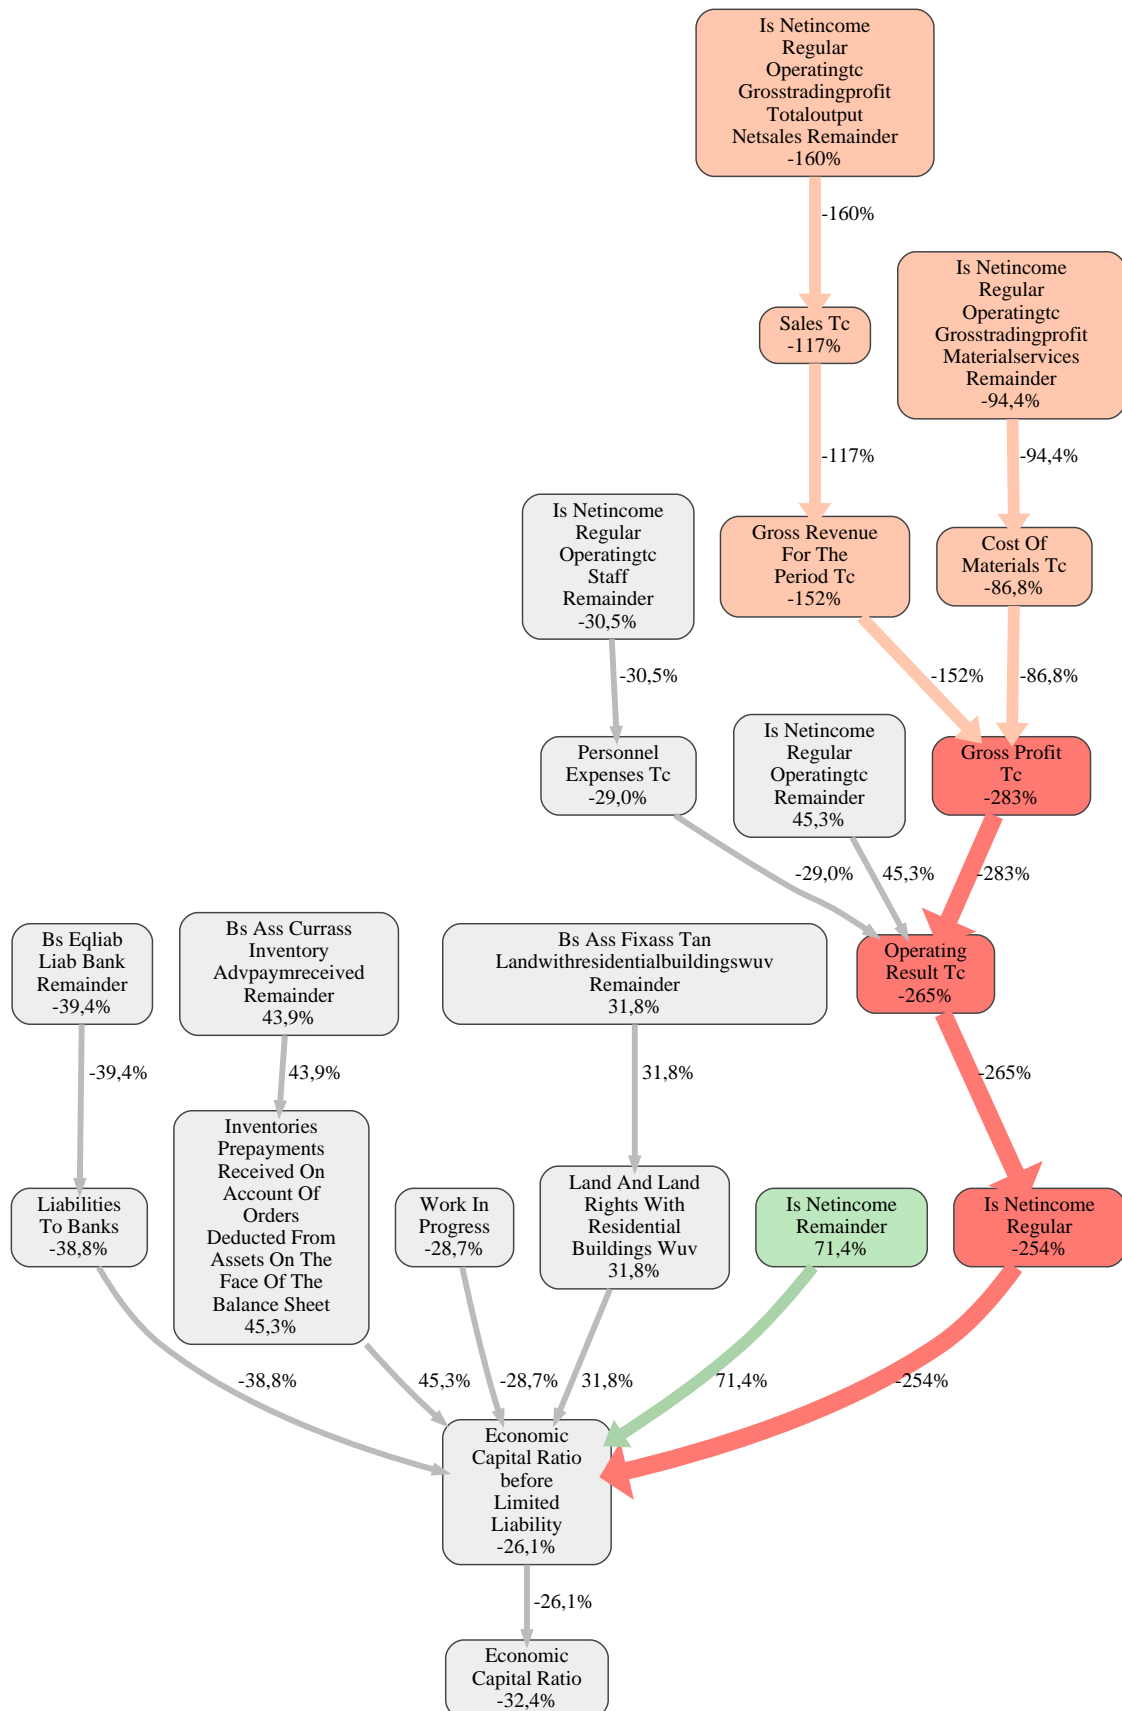 Is Netincome
Regular
Operatingtc
Grosstradingprofit
Totaloutput
Netsales Remainder
-160%
-160%
Is Netincome
Regular
Operatingtc
Grosstradingprofit
Materialservices
Remainder
-94,4%
Sales Tc
-117%
-117%
-94,4%
Is Netincome
Regular
Operatingtc
Staff
Remainder
-30,5%
Gross Revenue
For The
Period Tc
-152%
Cost Of
Materials Tc
-86,8%
-30,5%
-152%
-86,8%
Personnel
Expenses Tc
-29,0%
Is Netincome
Regular
Operatingtc
Remainder
45,3%
Gross Profit
Tc
-283%
-29,0%
45,3%
-283%
Bs Eqliab
Liab Bank
Remainder
-39,4%
Bs Ass Currass
Inventory
Advpaymreceived
Remainder
43,9%
Bs Ass Fixass Tan
Landwithresidentialbuildingswuv
Remainder
31,8%
Operating
Result Tc
-265%
-39,4%
43,9%
31,8%
-265%
Liabilities
To Banks
-38,8%
Inventories
Prepayments
Received On
Account Of
Orders
Deducted From
Assets On The
Face Of The
Balance Sheet
45,3%
Work In
Progress
-28,7%
Land And Land
Rights With
Residential
Buildings Wuv
31,8%
Is Netincome
Remainder
71,4%
Is Netincome
Regular
-254%
-38,8%
45,3%
-28,7%
31,8%
71,4%
-254%
Economic
Capital Ratio
before
Limited
Liability
-26,1%
-26,1%
Economic
Capital Ratio
-32,4%